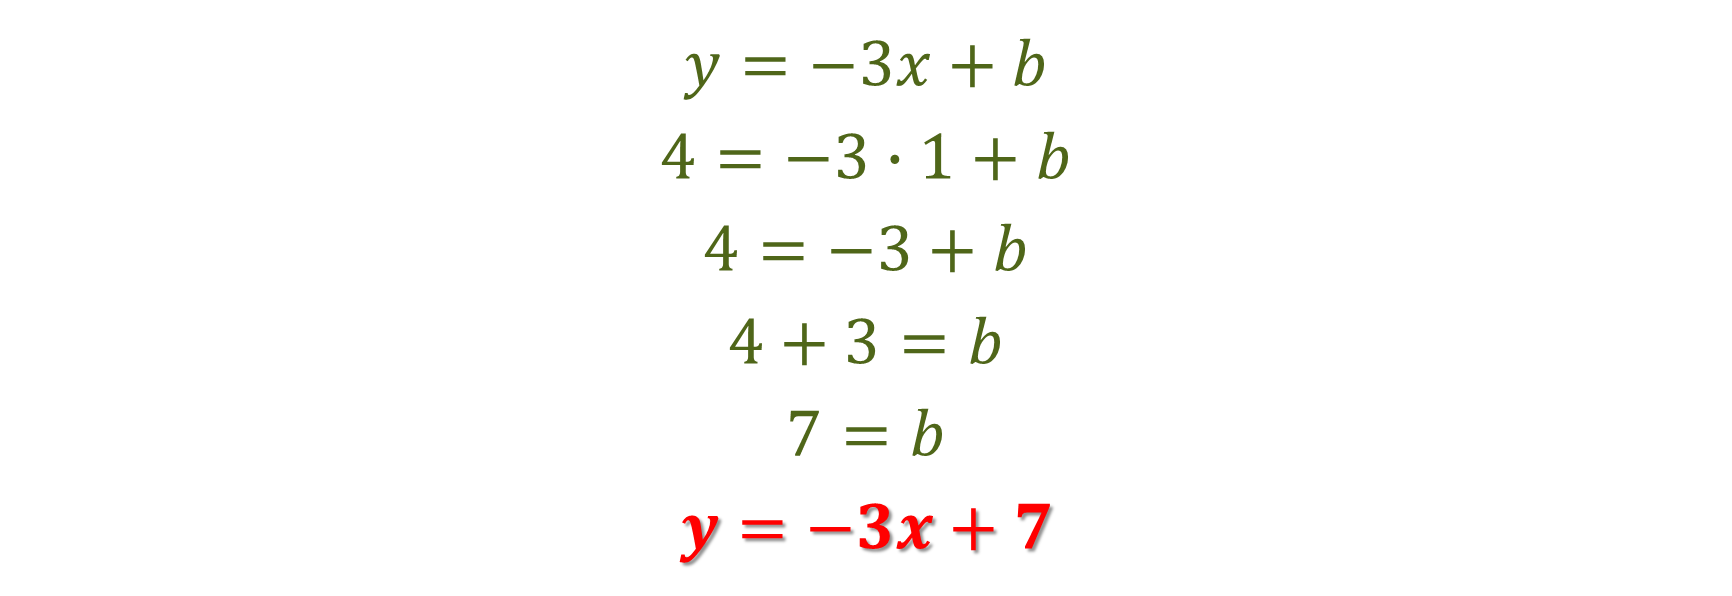 y = −3x + b
4 = −3 · 1 + b
4 = −3 + b
4 + 3 = b
7 = b
y = −3x + 7